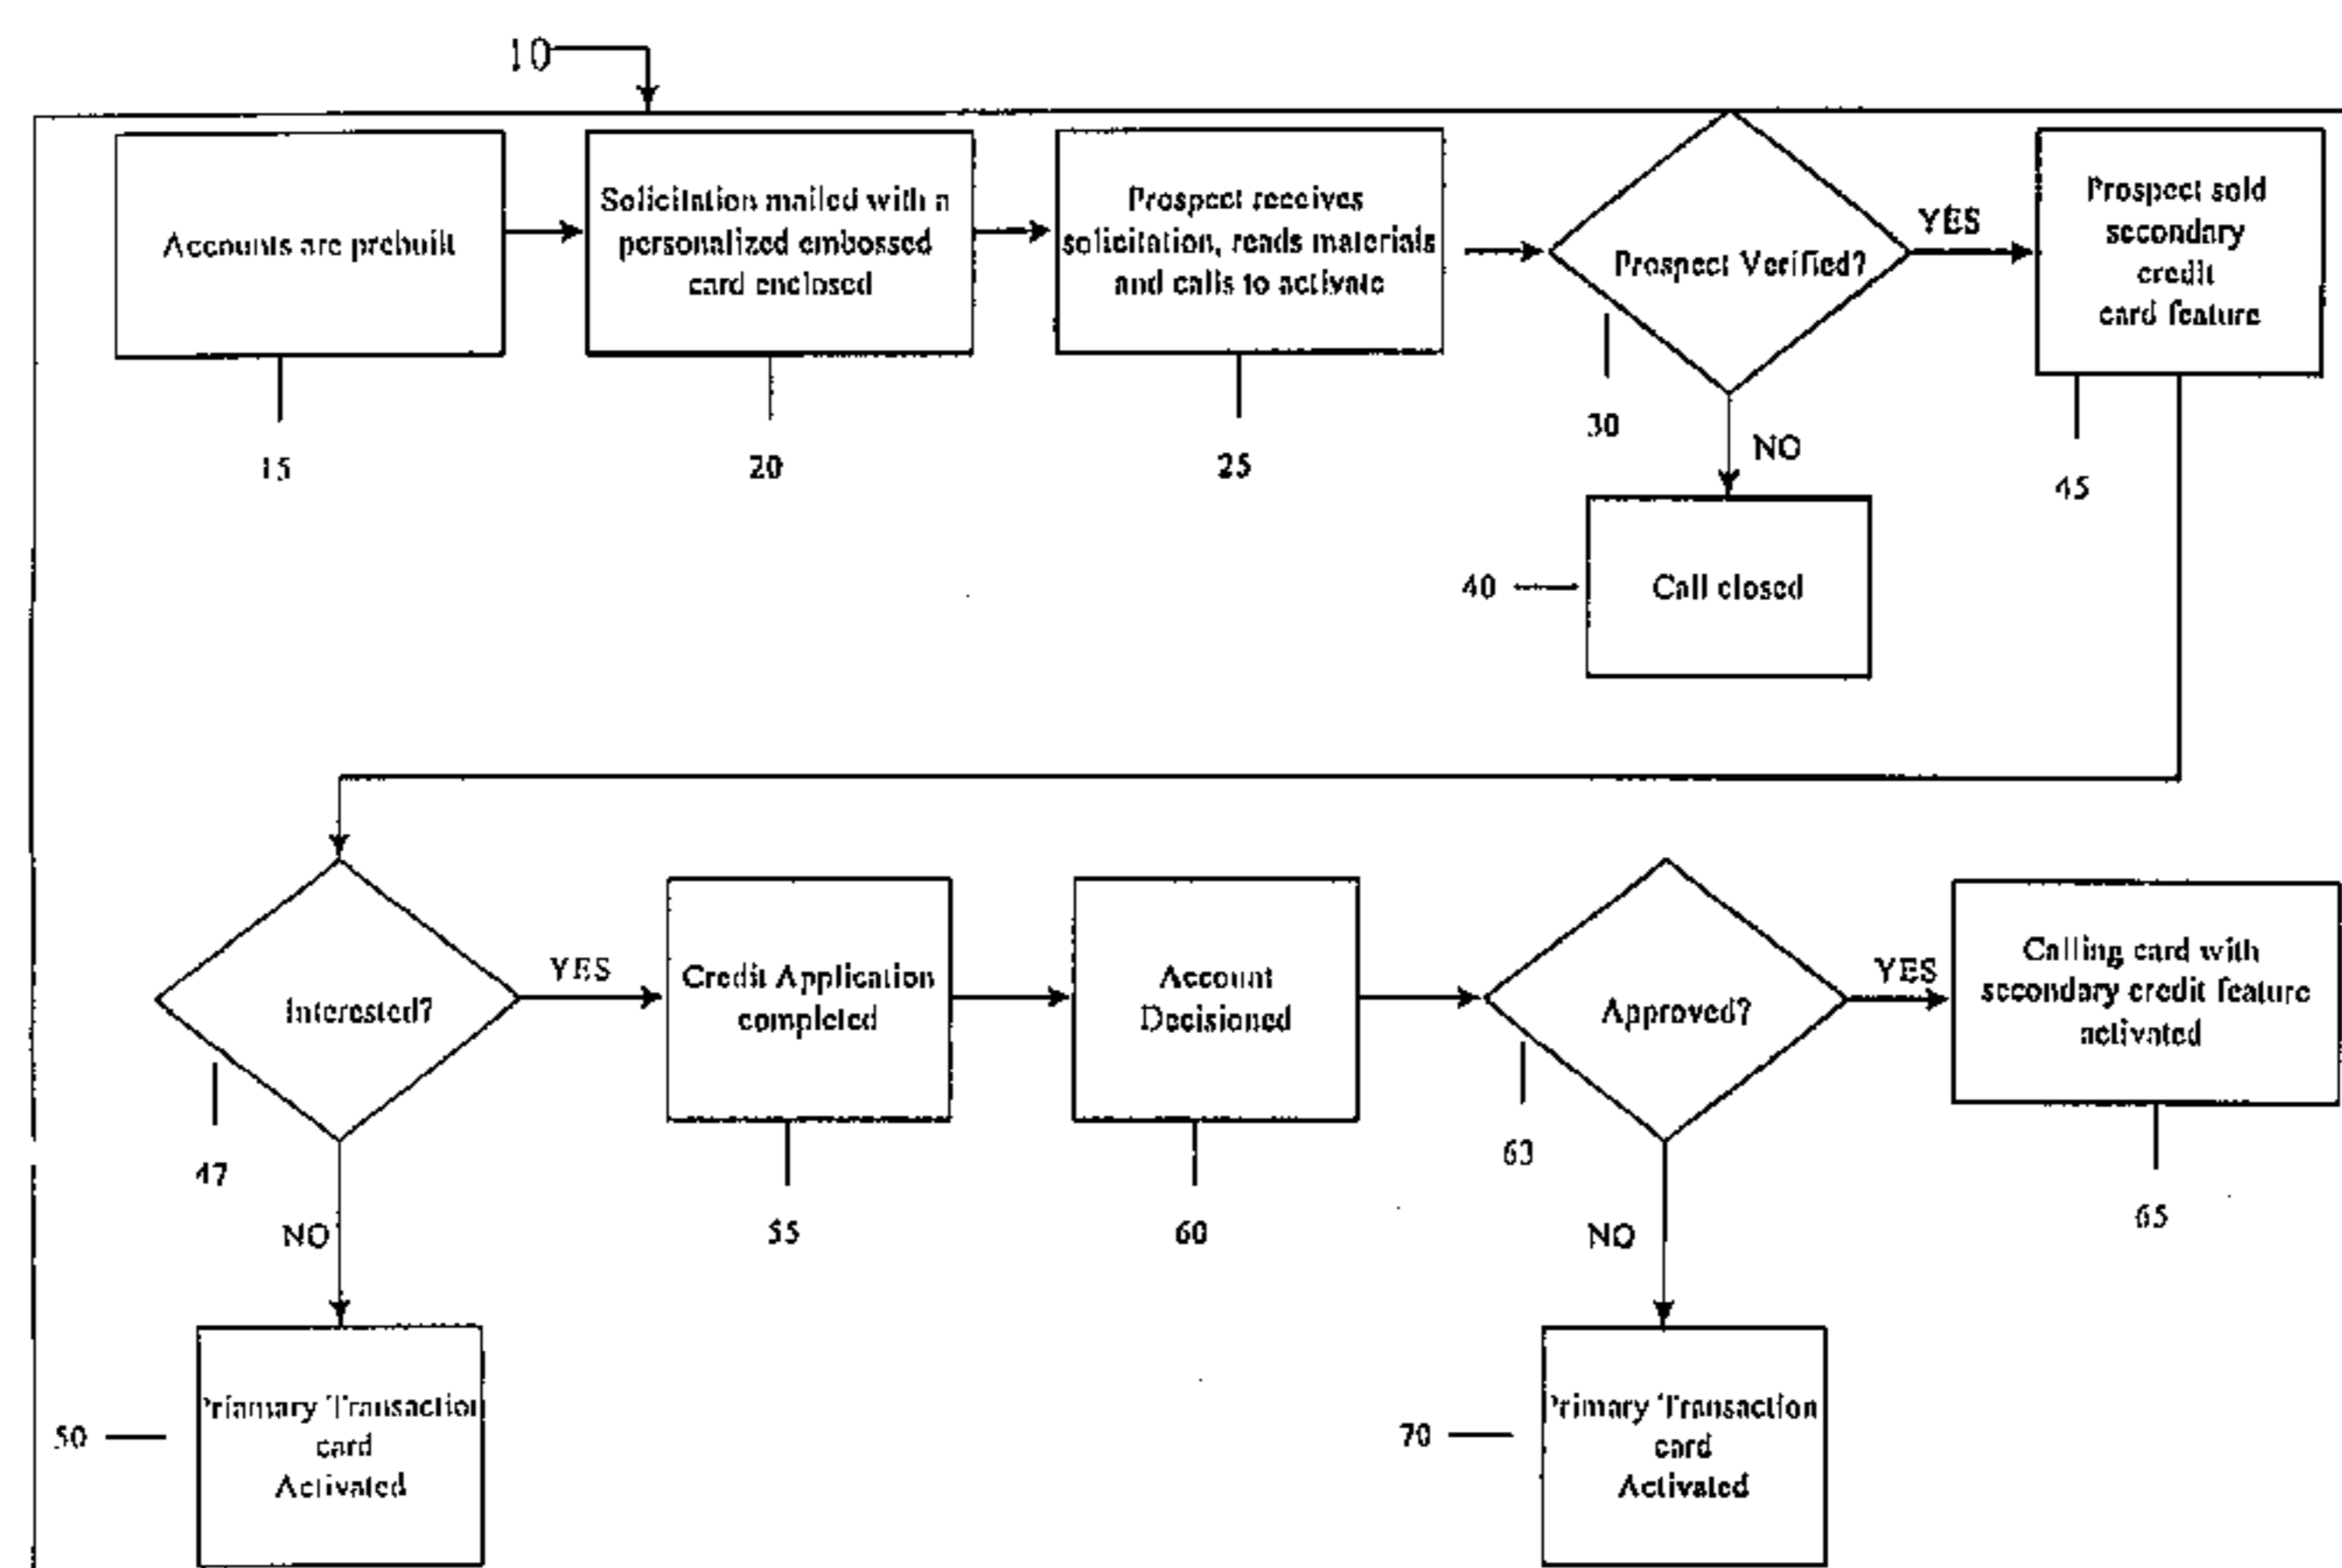 10
Accounts are prebuilt
15
Solicitation mailed with a
personalized embossed
card enclosed
20
Prospect receives
solicitation, reads materials
and calls to activate
25
Prospect Verified?
30
YES
NO
Call closed
40
Prospect sold
secondary
credit
card feature
45
Interested?
47
YES
NO
Priamary Transaction
card
Activated
50
Credit Application
completed
55
Account
Decisioned
60
Approved?
63
YES
NO
Calling card with
secondary credit feature
activated
65
Primary Transaction
card
Activated
70